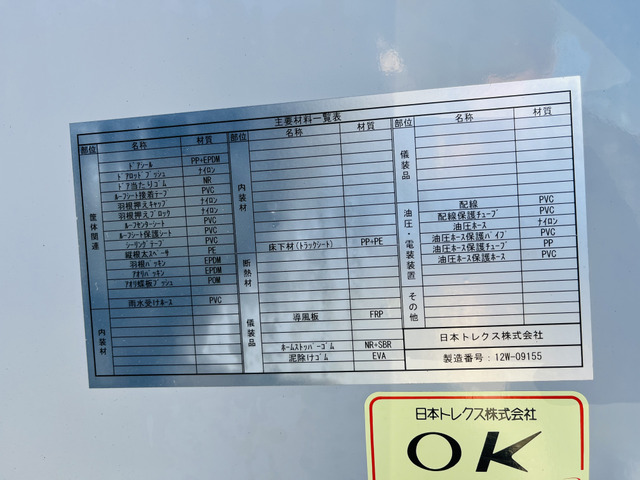 主要材料一覧表
部位 名称 材質 部位 名称 材質 部位 名称 材質
筐体関連
ドアシール PP+EPDM
ドアロッドブッシュ ナイロン
ドア当たりゴム NR
ルーフシート接着テープ PVC
羽根押えキャップ ナイロン
羽根押えブロック ナイロン
ルーフセンターシート PVC
ルーフシート保護シート PVC
シーリングテープ PVC
縦根太スペーサ PE
羽根パッキン EPDM
アオリパッキン EPDM
アオリ蝶板ブッシュ POM
雨水受けホース PVC
内装材
内装材
床下材(トラックシート) PP+PE
断熱材
儀装品
導風板 FRP
ホームストッパーゴム NR+SBR
泥除けゴム EVA
儀装品
油圧・電装装置
配線 PVC
配線保護チューブ PVC
油圧ホース ナイロン
油圧ホース保護パイプ PVC
油圧ホース保護チューブ PP
油圧ホース保護ホース PVC
その他
日本トレクス株式会社
製造番号:12W-09155
日本トレクス株式会社
OK